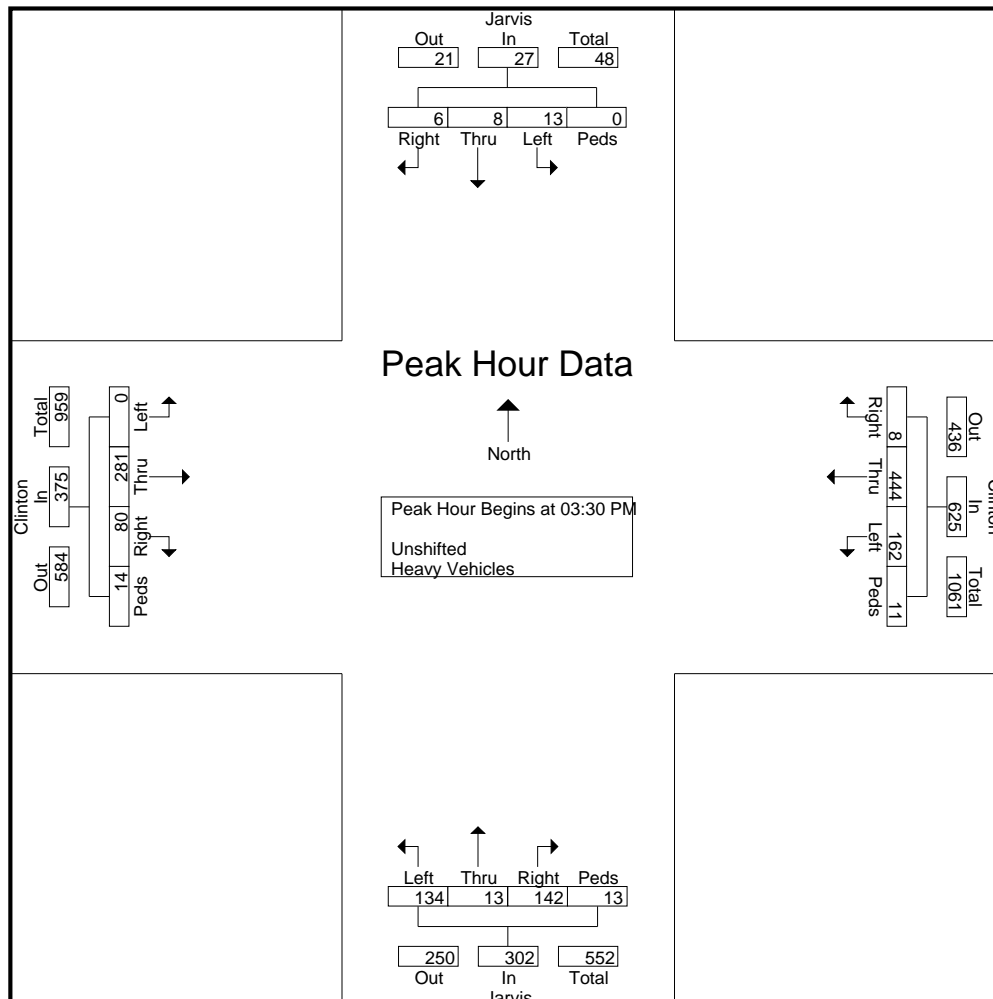 Jarvis
Out In Total
21 27 48
6 8 13 0
Right Thru Left Peds
Peak Hour Data
North
Peak Hour Begins at 03:30 PM
Unshifted
Heavy Vehicles
Clinton
Total In Out
959 375 584
0 281 80 14
Left Thru Right Peds
Right Thru Left Peds
8 444 162 11
Out In Total
436 625 1061
Clinton
Left Thru Right Peds
134 13 142 13
250 302 552
Out In Total
Jarvis